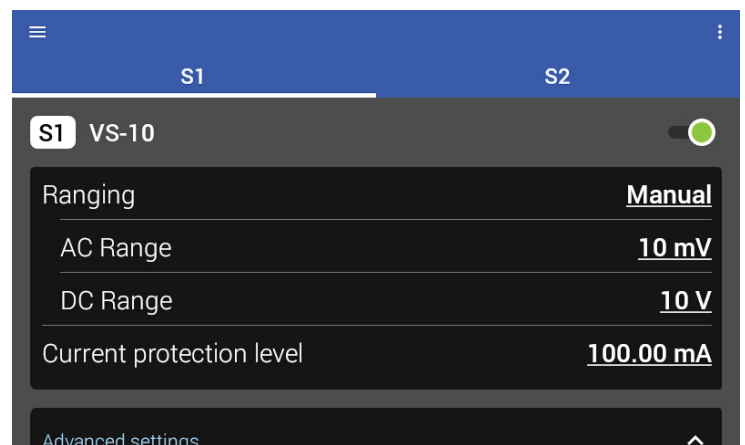 S1 S2
S1 VS-10
Ranging Manual
AC Range 10 mV
DC Range 10 V
Current protection level 100.00 mA
Advanced settings